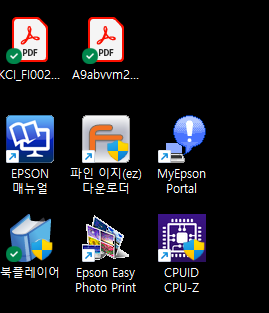 PDF
PDF
KCI_FI002...
A9abvvm2...
EPSON
매뉴얼
파인 이지(ez)
다운로더
MyEpson
Portal
북플레이어
Epson Easy
Photo Print
CPUID
CPU-Z